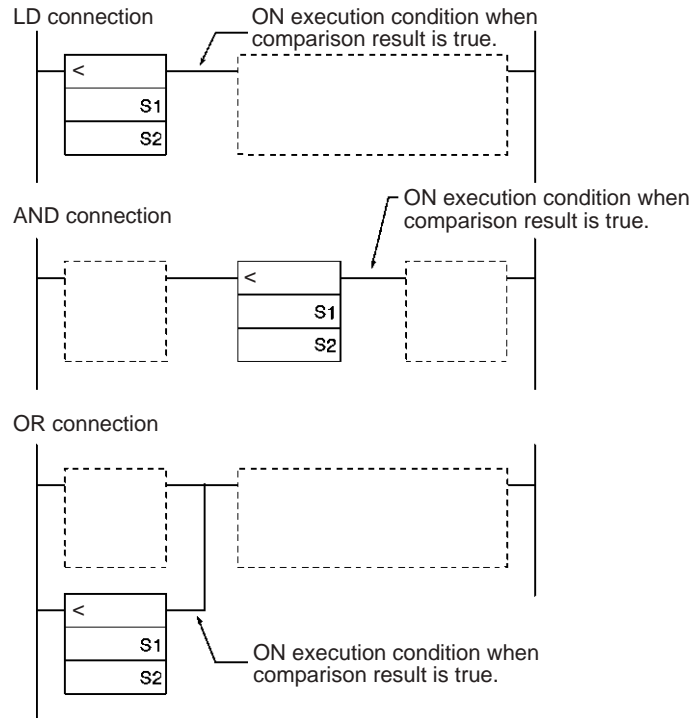 LD connection
ON execution condition when
comparison result is true.
<
S1
S2
AND connection
ON execution condition when
comparison result is true.
<
S1
S2
OR connection
<
S1
S2
ON execution condition when
comparison result is true.